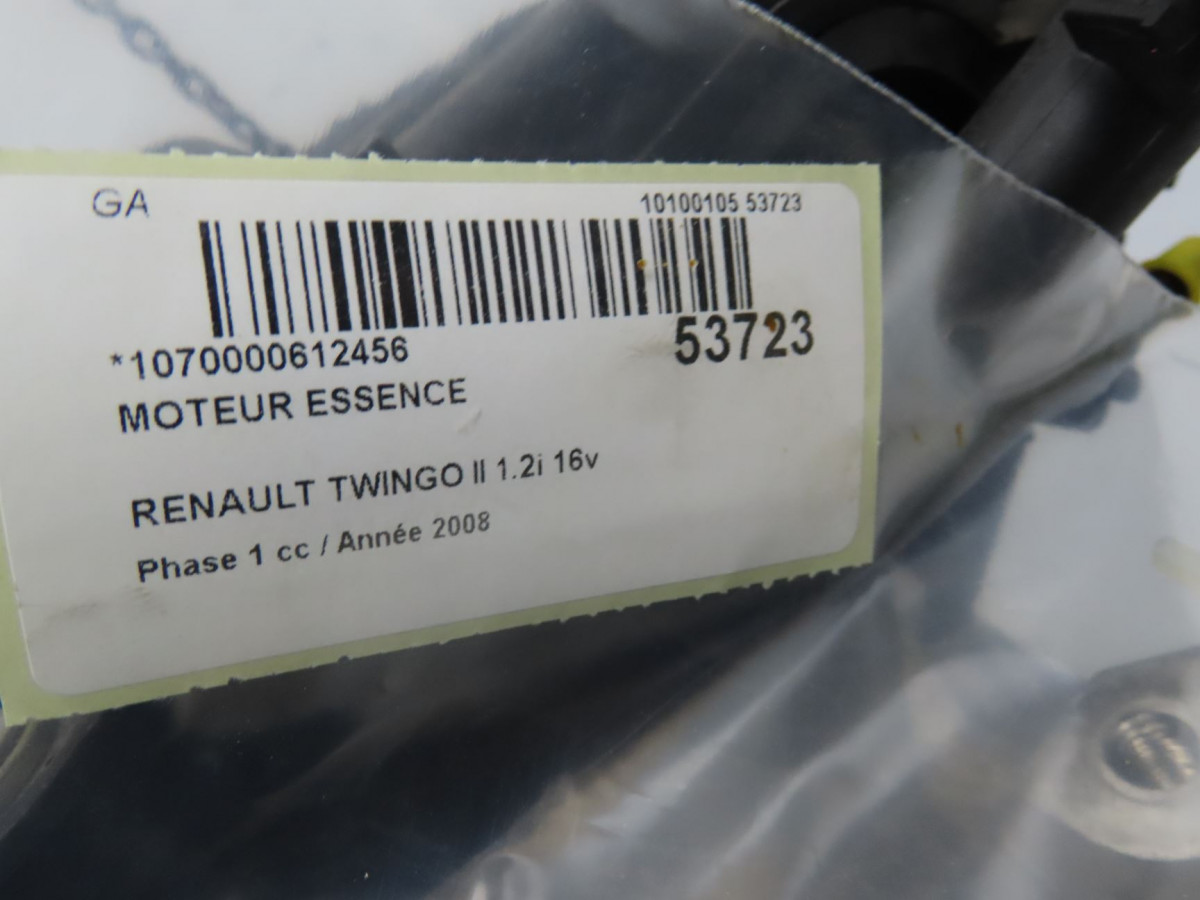 GA
10100105 53723
*1070000612456
53723
MOTEUR ESSENCE
RENAULT TWINGO II 1.2i 16v
Phase 1 cc / Année 2008